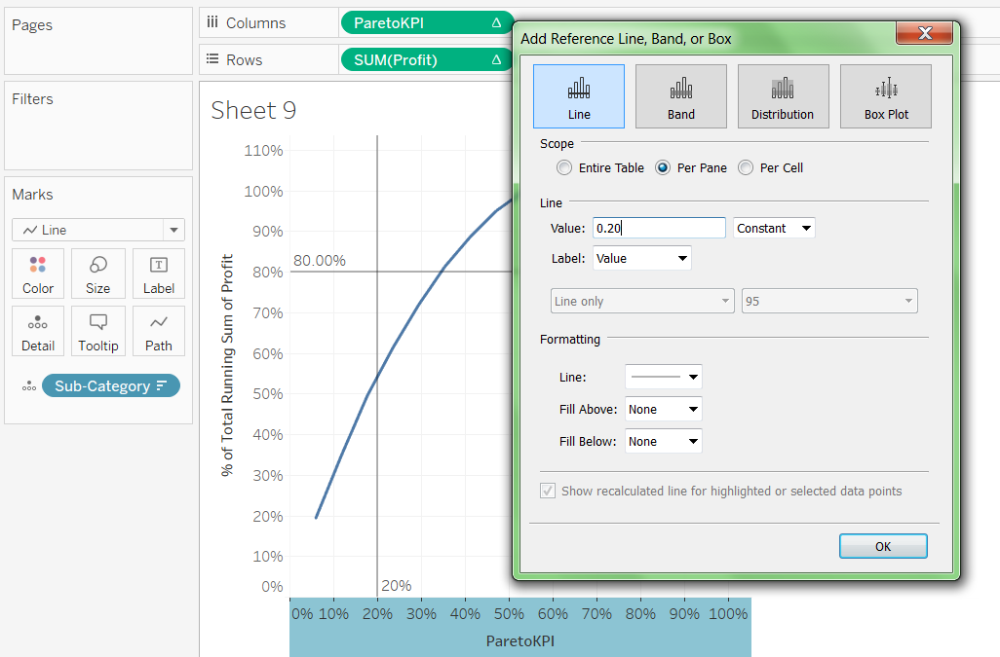 Pages
Columns
ParetoKPI Δ
Rows
SUM(Profit) Δ
Filters
Marks
Line
Color
Size
T
Label
Detail
Tooltip
Path
Sub-Category
Sheet 9
110%
100%
90%
80%
70%
60%
50%
40%
30%
20%
10%
0%
% of Total Running Sum of Profit
80.00%
20%
0% 10% 20% 30% 40% 50% 60% 70% 80% 90% 100%
ParetoKPI
Add Reference Line, Band, or Box
Line
Band
Distribution
Box Plot
Scope
Entire Table
Per Pane
Per Cell
Line
Value: 0.20 Constant
Label: Value
Line only 95
Formatting
Line:
Fill Above: None
Fill Below: None
Show recalculated line for highlighted or selected data points
OK